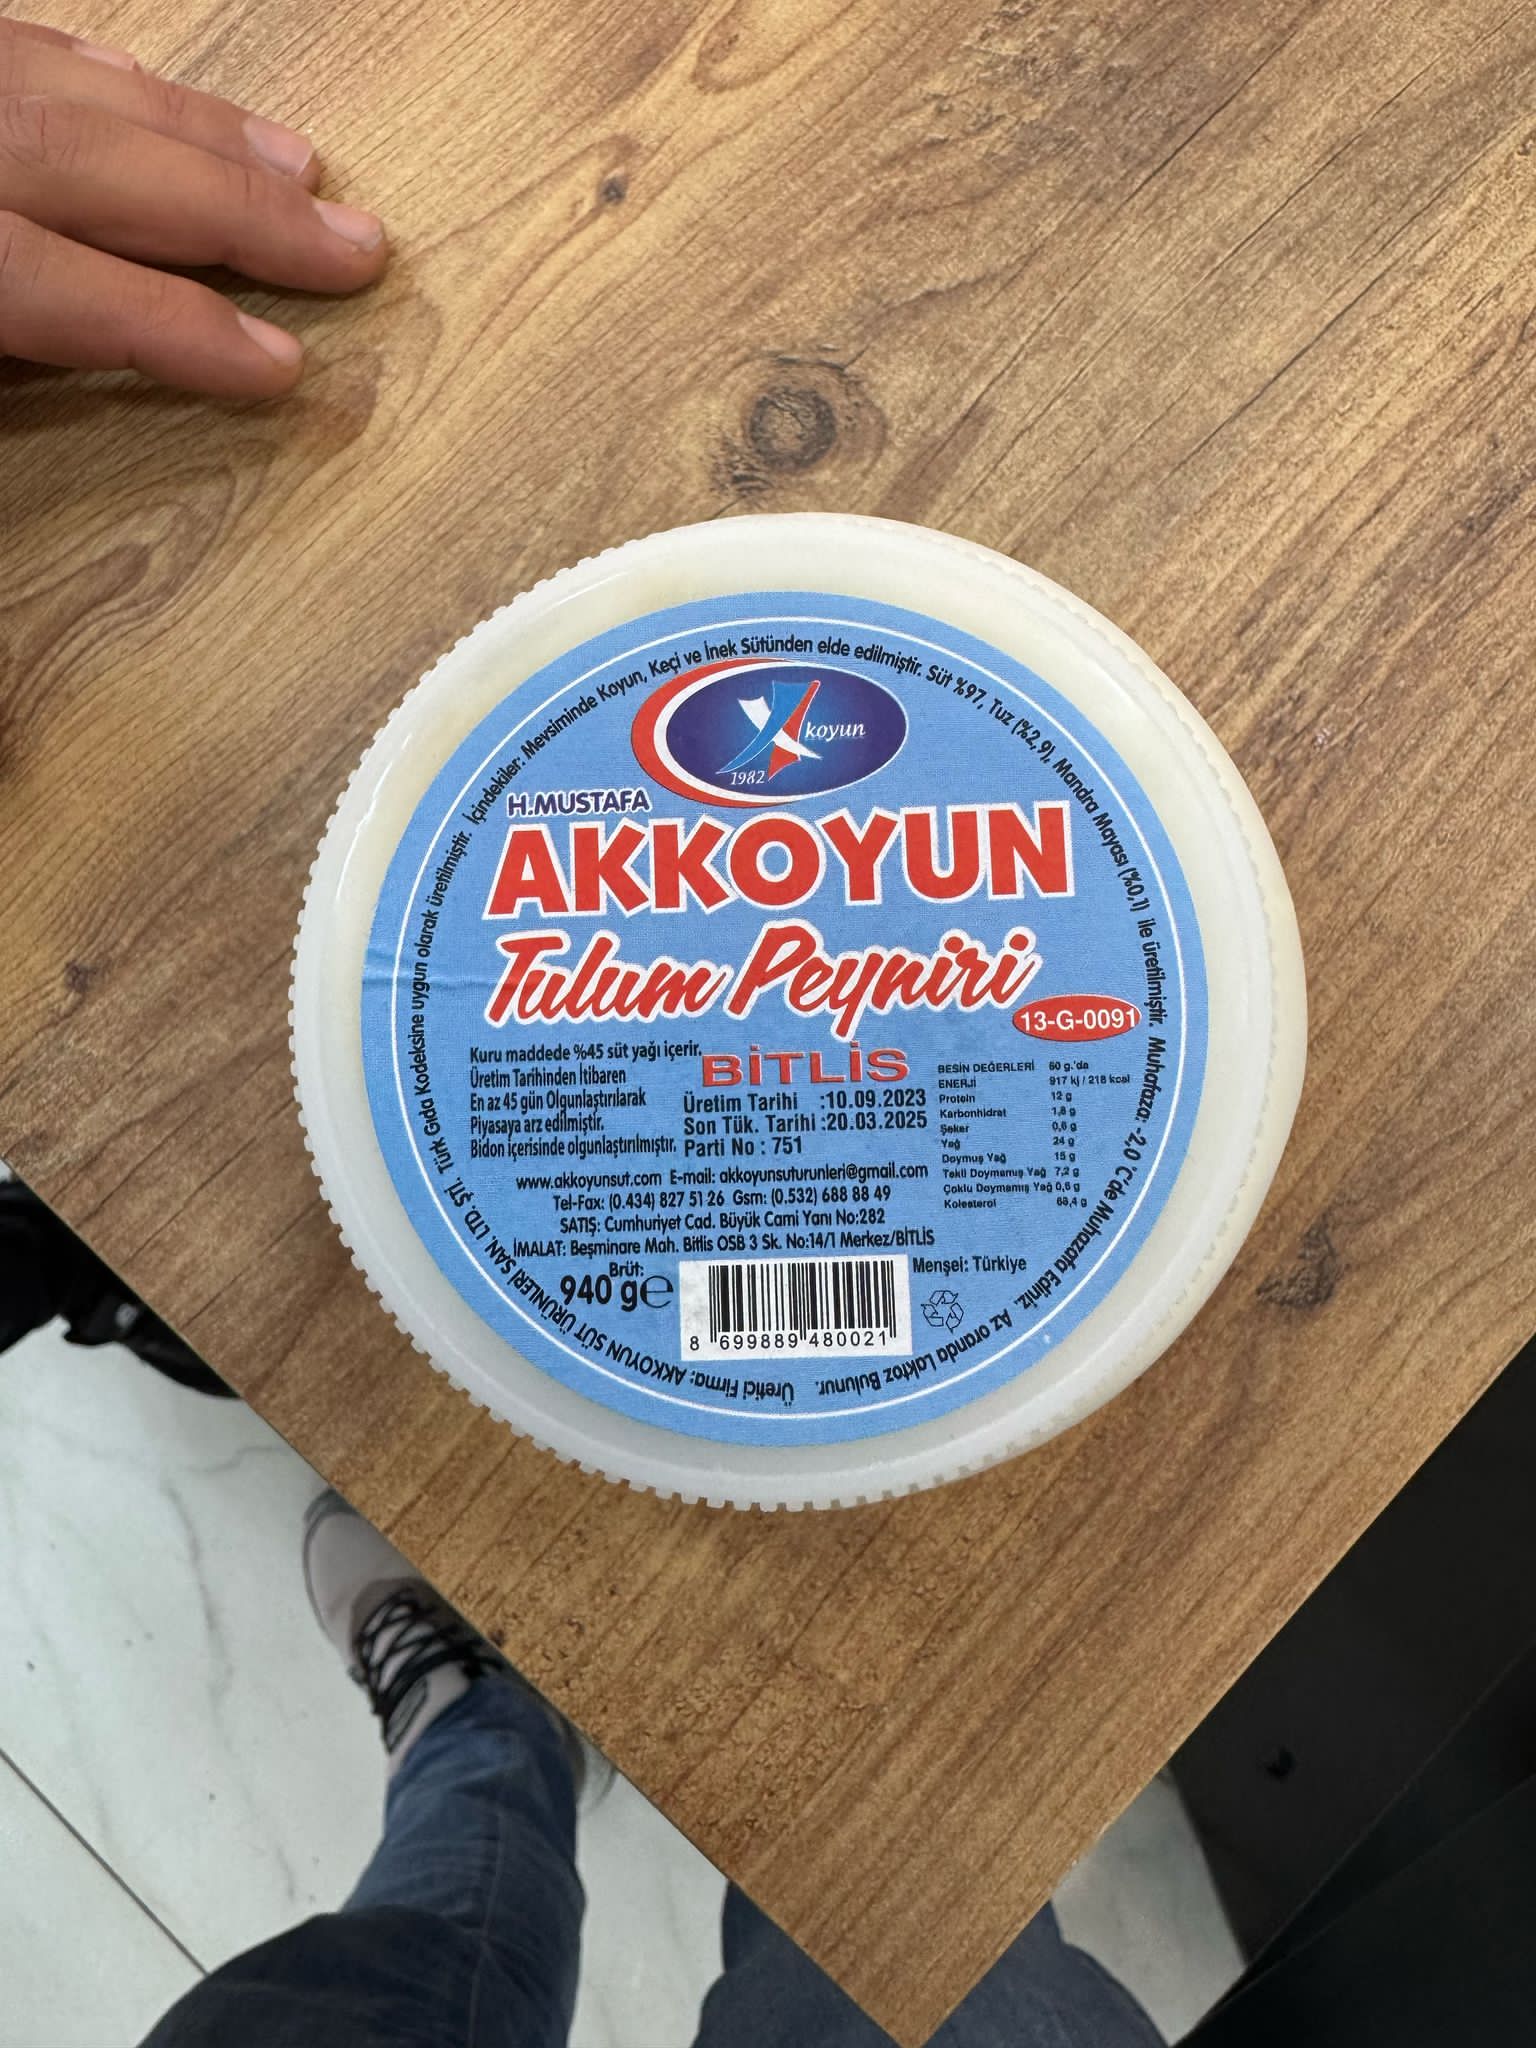 Türk Gıda Kodeksine uygun olarak üretilmiştir. İçindekiler: Mevsiminde Koyun, Keçi ve İnek Sütünden elde edilmiştir. Süt %97, Tuz (%2,9), Mandra Mayası (%0,1) ile üretilmiştir. Muhafaza: -2,0 °C'de Muhazafa Ediniz. Az oranda Laktoz Bulunur.
Üretici Firma: AKKOYUN SÜT ÜRÜNLERİ SAN. LTD. ŞTİ.
koyun
1982
H.MUSTAFA
AKKOYUN
Tulum Peyniri
13-G-0091
BİTLİS
Kuru maddede %45 süt yağı içerir.
Üretim Tarihinden İtibaren
En az 45 gün Olgunlaştırılarak
Piyasaya arz edilmiştir.
Bidon içerisinde olgunlaştırılmıştır.
Üretim Tarihi :10.09.2023
Son Tük. Tarihi :20.03.2025
Parti No : 751
BESİN DEĞERLERİ 60 g.'da
ENERJİ 917 kj / 218 kcal
Protein 12 g
Karbonhidrat 1,8 g
Şeker 0,6 g
Yağ 24 g
Doymuş Yağ 15 g
Tekli Doymamış Yağ 7,2 g
Çoklu Doymamış Yağ 0,6 g
Kolesterol 68,4 g
www.akkoyunsut.com E-mail: akkoyunsuturunleri@gmail.com
Tel-Fax: (0.434) 827 51 26 Gsm: (0.532) 688 88 49
SATIŞ: Cumhuriyet Cad. Büyük Cami Yanı No:282
İMALAT: Beşminare Mah. Bitlis OSB 3 Sk. No:14/1 Merkez/BİTLİS
Brüt:
940 g℮
Menşei: Türkiye
8 699889 480021